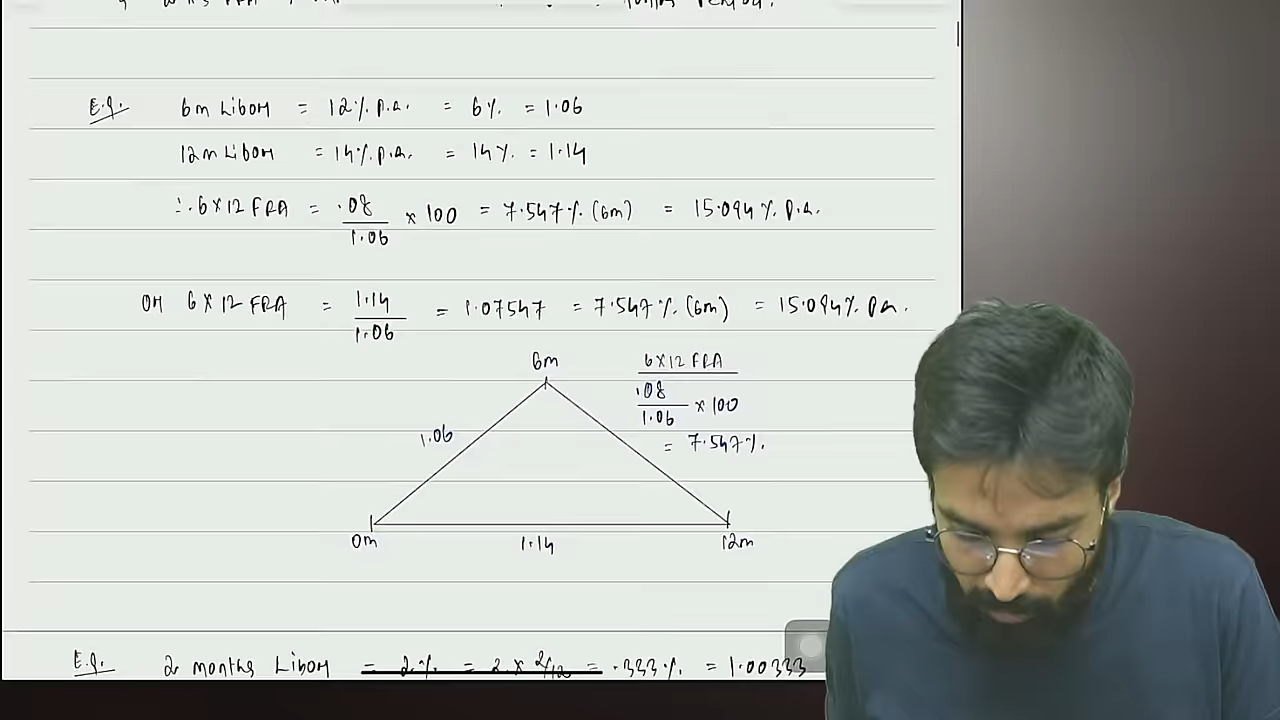 E.g. 6m Libor = 12% p.a. = 6% = 1.06
12m Libor = 14% p.a. = 14% = 1.14
∴ 6 X 12 FRA = .08 / 1.06 x 100 = 7.547% (6m) = 15.094% p.a.
OR 6 X 12 FRA = 1.14 / 1.06 = 1.07547 = 7.547% (6m) = 15.094% p.a.
6m
6 X 12 FRA
.08 / 1.06 x 100
1.06
= 7.547%
0m 1.14 12m
E.g. 2 months Libor = 2% = 2 x 2/12 = .333% = 1.00333